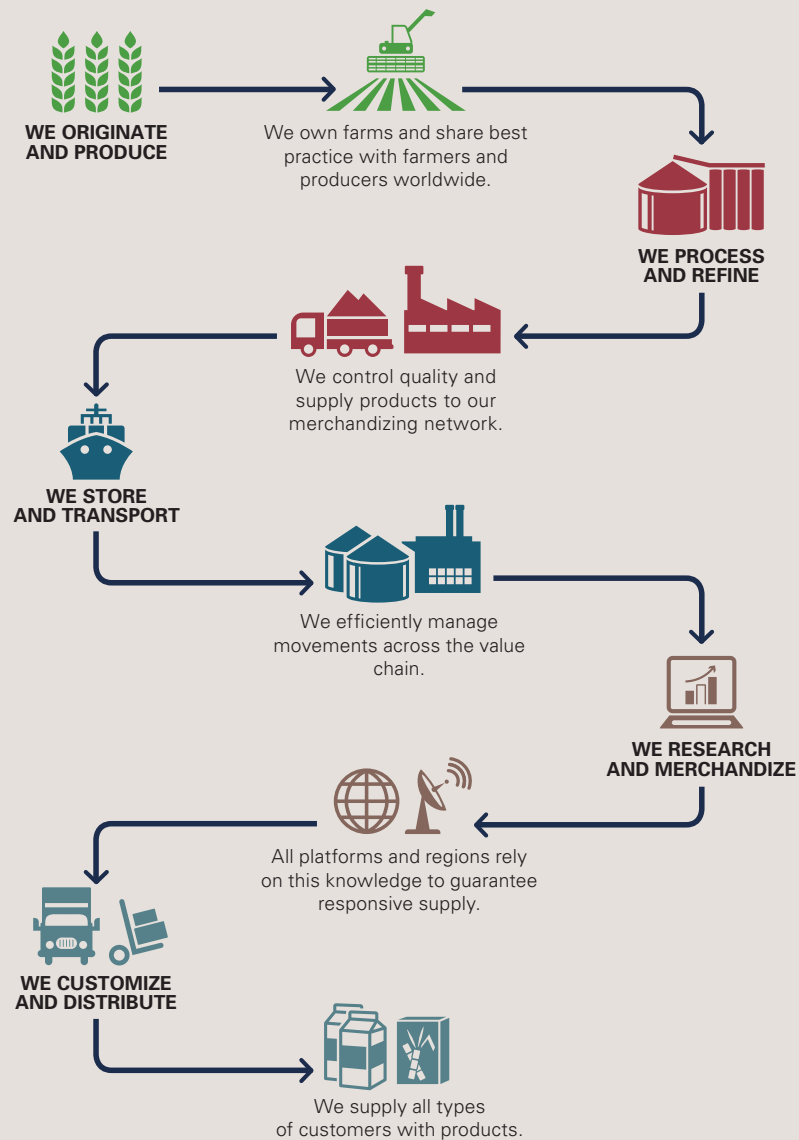 WE ORIGINATE
AND PRODUCE
We own farms and share best
practice with farmers and
producers worldwide.
WE PROCESS
AND REFINE
We control quality and
supply products to our
merchandizing network.
WE STORE
AND TRANSPORT
We efficiently manage
movements across the value
chain.
WE RESEARCH
AND MERCHANDIZE
All platforms and regions rely
on this knowledge to guarantee
responsive supply.
WE CUSTOMIZE
AND DISTRIBUTE
We supply all types
of customers with products.